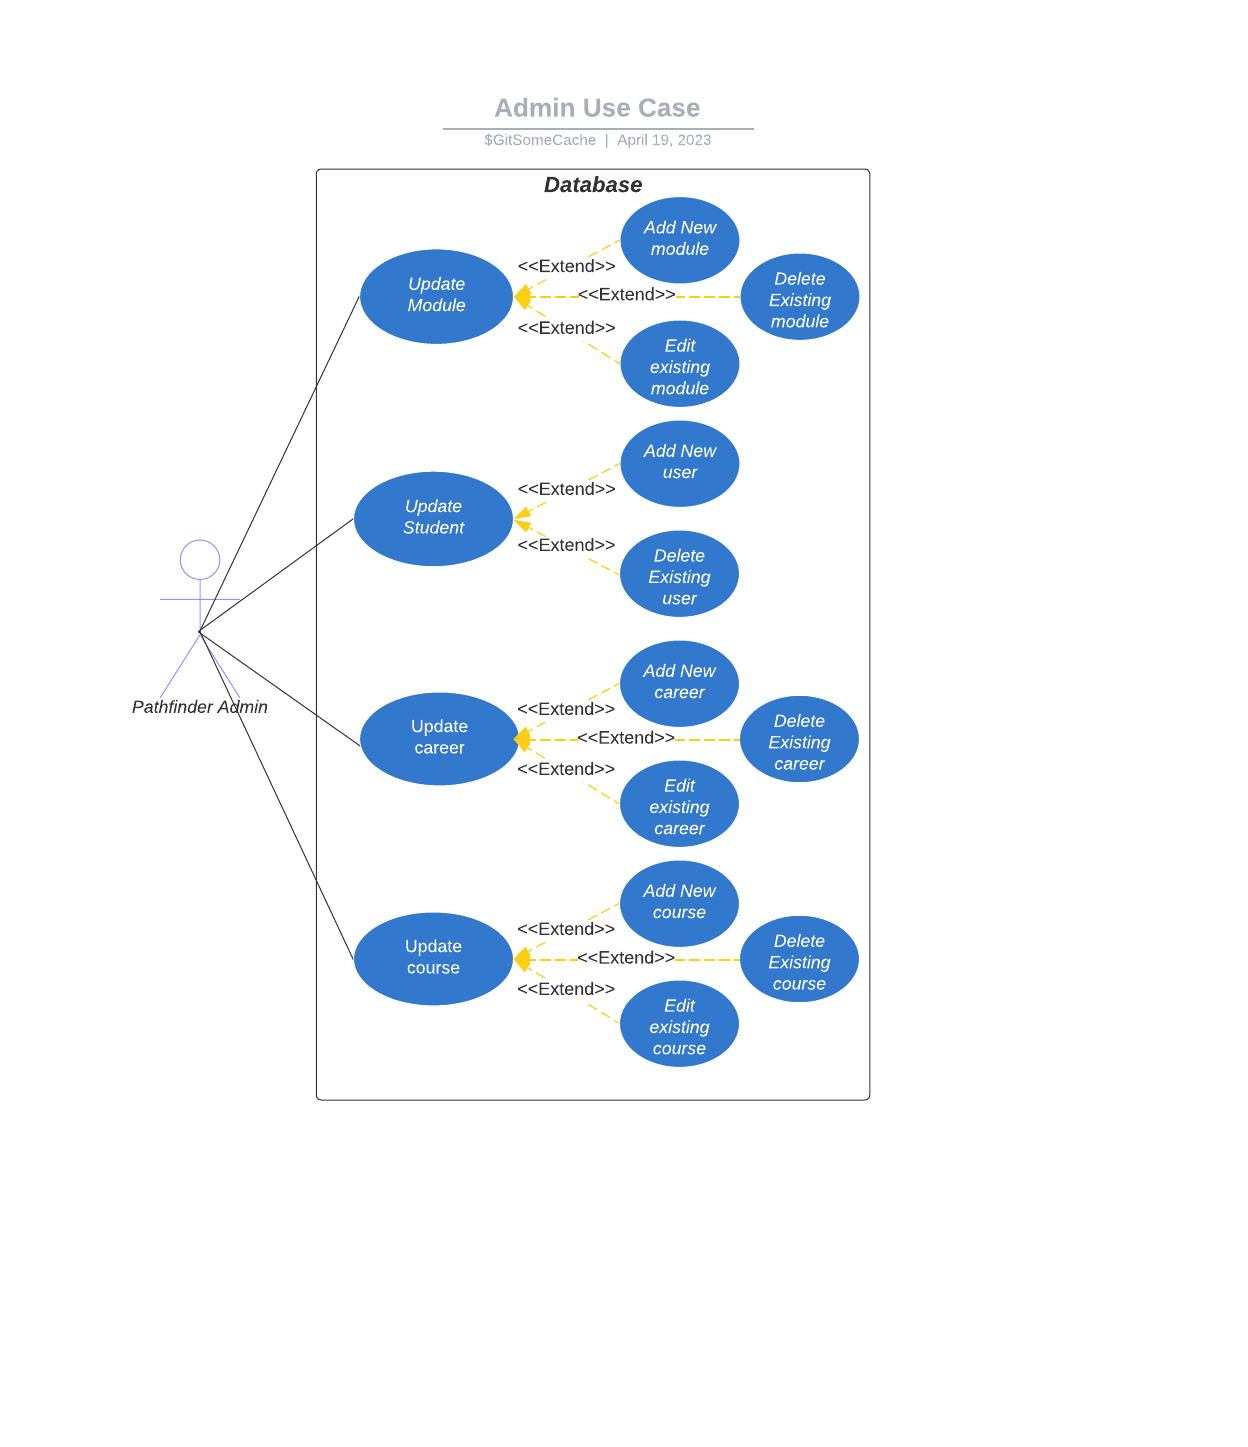 Admin Use Case
$GitSomeCache | April 19, 2023
Database
Add New
module
<<Extend>>
Update
Module
<<Extend>>
Delete
Existing
module
<<Extend>>
Edit
existing
module
Add New
user
<<Extend>>
Update
Student
<<Extend>>
Delete
Existing
user
Pathfinder Admin
Add New
career
<<Extend>>
Update
career
<<Extend>>
Delete
Existing
career
<<Extend>>
Edit
existing
career
Add New
course
<<Extend>>
Update
course
<<Extend>>
Delete
Existing
course
<<Extend>>
Edit
existing
course